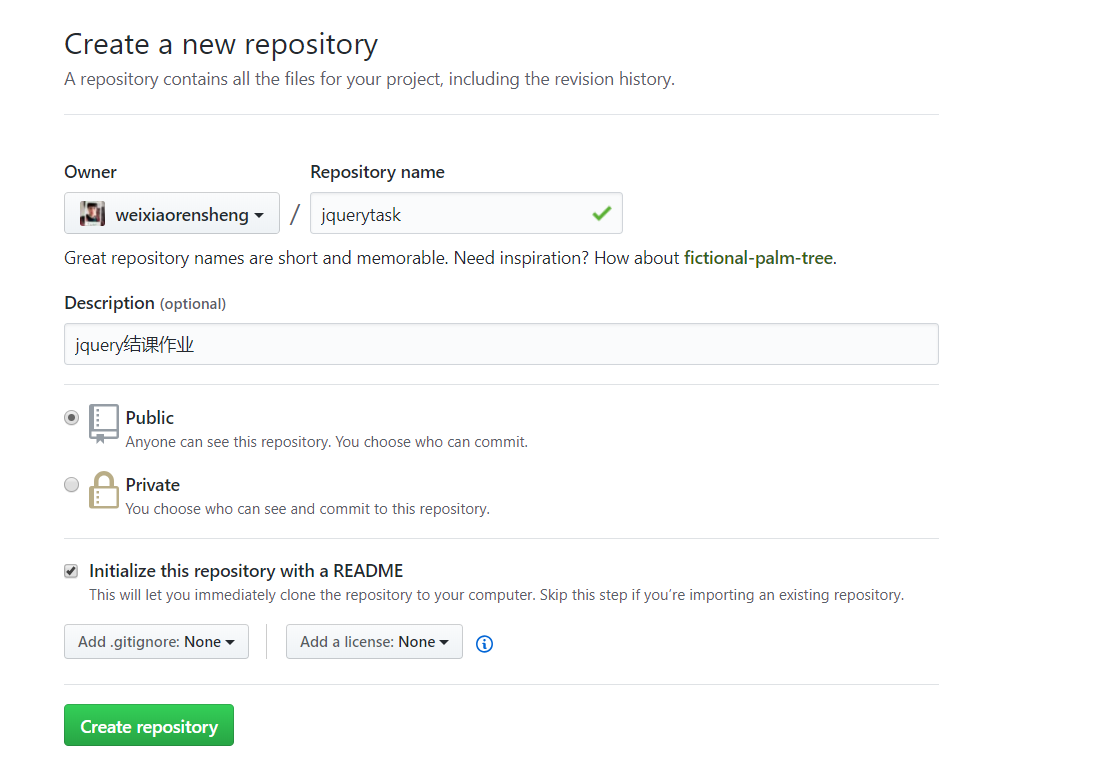 Create a new repository
A repository contains all the files for your project, including the revision history.
Owner Repository name
weixiaorensheng / jquerytask
Great repository names are short and memorable. Need inspiration? How about fictional-palm-tree.
Description (optional)
jquery结课作业
Public
Anyone can see this repository. You choose who can commit.
Private
You choose who can see and commit to this repository.
Initialize this repository with a README
This will let you immediately clone the repository to your computer. Skip this step if you’re importing an existing repository.
Add .gitignore: None Add a license: None
Create repository